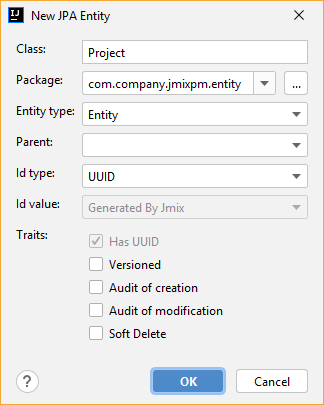 IJ New JPA Entity
Class: Project
Package: com.company.jmixpm.entity ...
Entity type: Entity
Parent:
Id type: UUID
Id value: Generated By Jmix
Traits:
Has UUID
Versioned
Audit of creation
Audit of modification
Soft Delete
? OK Cancel